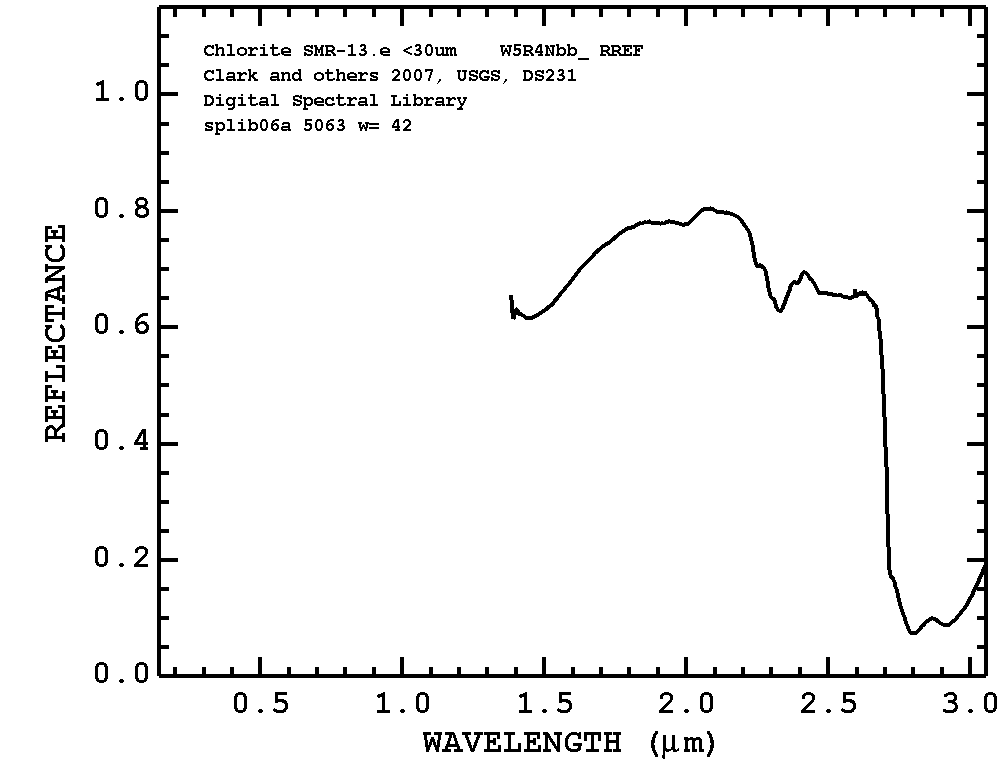 Chlorite SMR-13.e <30um    W5R4Nbb_ RREF
Clark and others 2007, USGS, DS231
Digital Spectral Library
splib06a 5063 w= 42
1.0
0.8
0.6
0.4
0.2
0.0
REFLECTANCE
0.5 1.0 1.5 2.0 2.5 3.0
WAVELENGTH (μm)